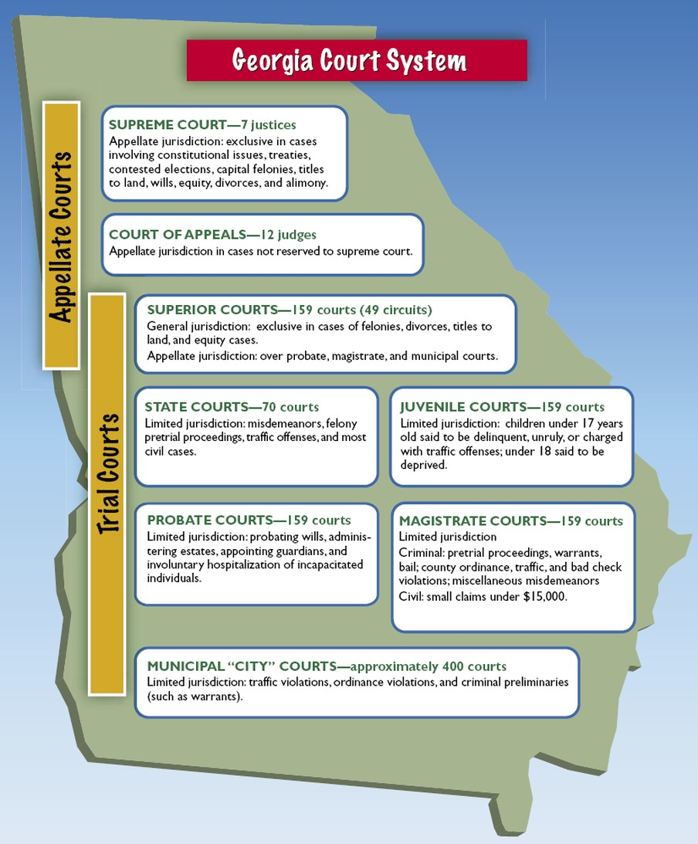 Georgia Court System
Appellate Courts
SUPREME COURT—7 justices
Appellate jurisdiction: exclusive in cases
involving constitutional issues, treaties,
contested elections, capital felonies, titles
to land, wills, equity, divorces, and alimony.
COURT OF APPEALS—12 judges
Appellate jurisdiction in cases not reserved to supreme court.
Trial Courts
SUPERIOR COURTS—159 courts (49 circuits)
General jurisdiction: exclusive in cases of felonies, divorces, titles to
land, and equity cases.
Appellate jurisdiction: over probate, magistrate, and municipal courts.
STATE COURTS—70 courts
Limited jurisdiction: misdemeanors, felony
pretrial proceedings, traffic offenses, and most
civil cases.
JUVENILE COURTS—159 courts
Limited jurisdiction: children under 17 years
old said to be delinquent, unruly, or charged
with traffic offenses; under 18 said to be
deprived.
PROBATE COURTS—159 courts
Limited jurisdiction: probating wills, adminis-
tering estates, appointing guardians, and
involuntary hospitalization of incapacitated
individuals.
MAGISTRATE COURTS—159 courts
Limited jurisdiction
Criminal: pretrial proceedings, warrants,
bail; county ordinance, traffic, and bad check
violations; miscellaneous misdemeanors
Civil: small claims under $15,000.
MUNICIPAL “CITY” COURTS—approximately 400 courts
Limited jurisdiction: traffic violations, ordinance violations, and criminal preliminaries
(such as warrants).